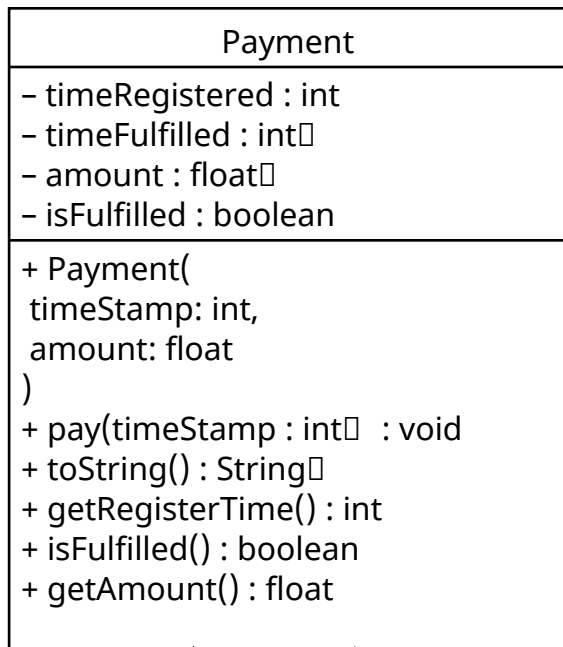 Payment
– timeRegistered : int
– timeFulfilled : int▯
– amount : float▯
– isFulfilled : boolean
+ Payment(
timeStamp: int,
amount: float
)
+ pay(timeStamp : int▯ : void
+ toString() : String▯
+ getRegisterTime() : int
+ isFulfilled() : boolean
+ getAmount() : float